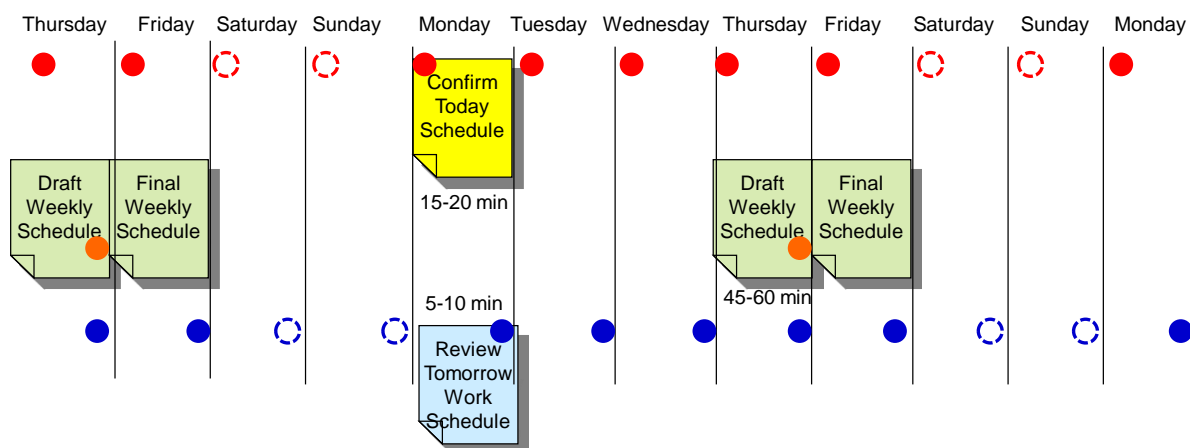 Thursday Friday Saturday Sunday Monday Tuesday Wednesday Thursday Friday Saturday Sunday Monday
Confirm
Today
Schedule
15-20 min
Draft
Weekly
Schedule
Final
Weekly
Schedule
Draft
Weekly
Schedule
Final
Weekly
Schedule
45-60 min
5-10 min
Review
Tomorrow
Work
Schedule